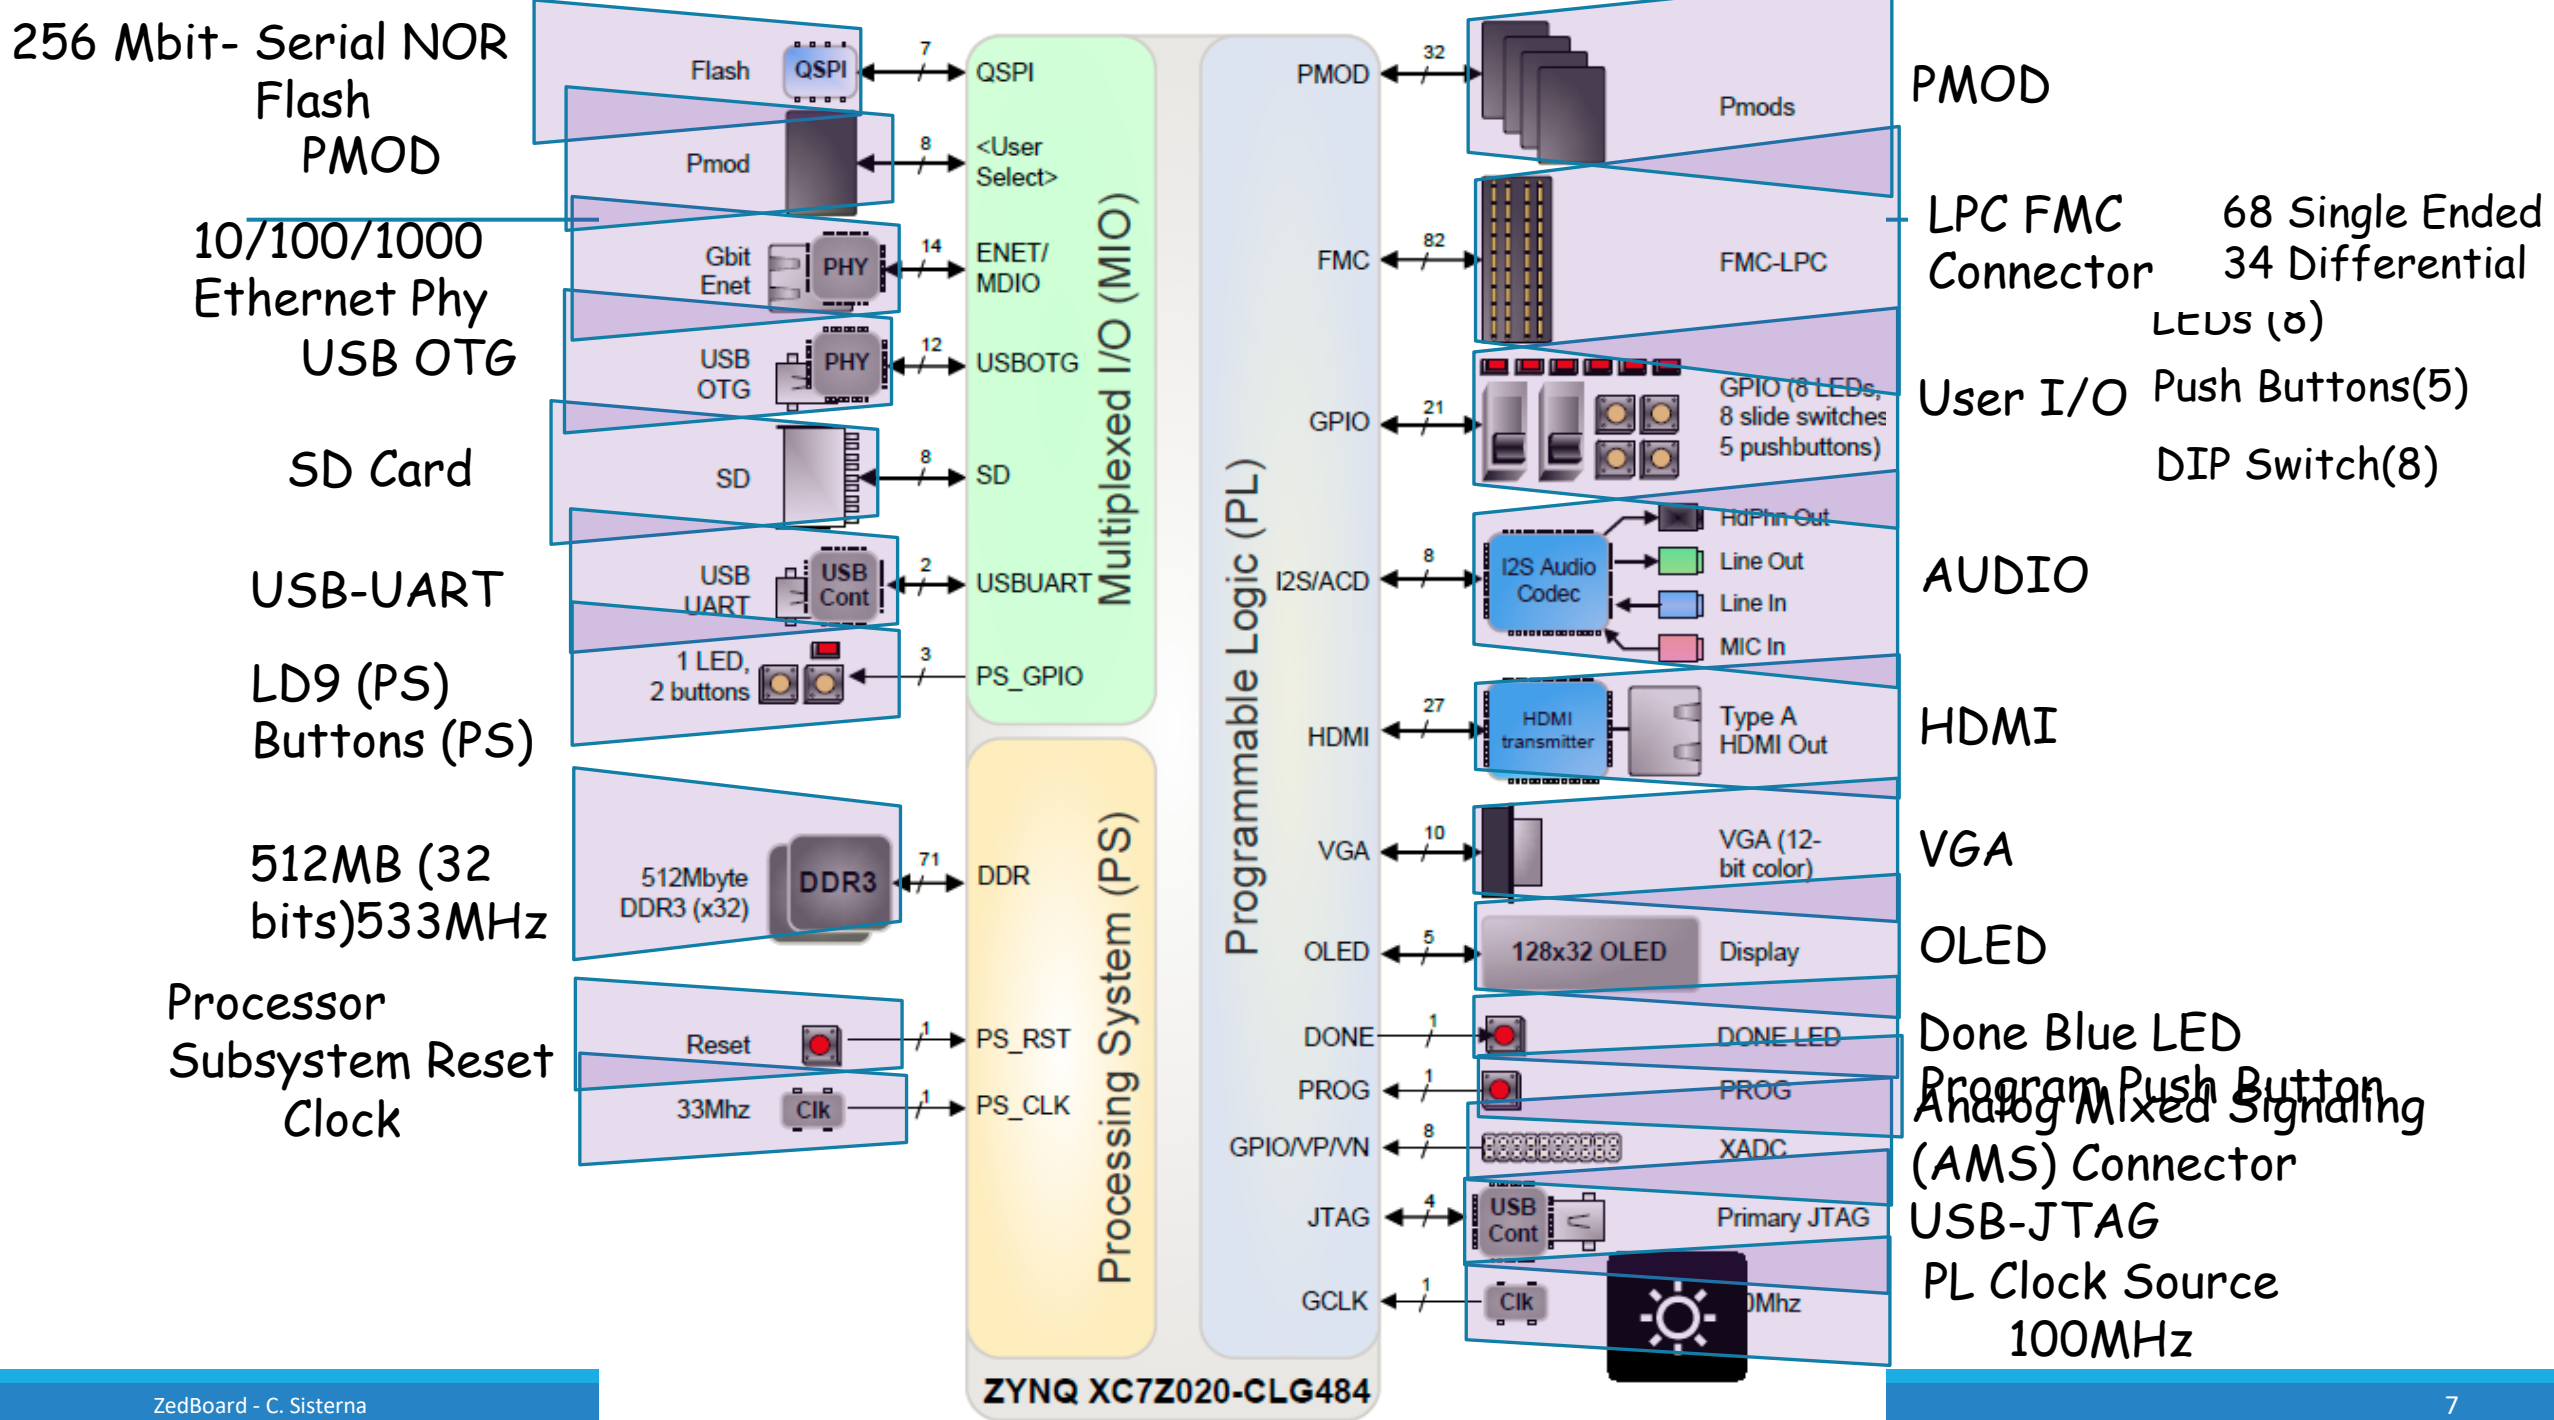 256 Mbit- Serial NOR
Flash
PMOD
10/100/1000
Ethernet Phy
USB OTG
SD Card
USB-UART
LD9 (PS)
Buttons (PS)
512MB (32
bits)533MHz
Processor
Subsystem Reset
Clock
Flash
QSPI
7
QSPI
Pmod
8
<User
Select>
Gbit
Enet
PHY
14
ENET/
MDIO
USB
OTG
PHY
12
USBOTG
SD
8
SD
USB
UART
USB
Cont
2
USBUART
1 LED,
2 buttons
3
PS_GPIO
Multiplexed I/O (MIO)
512Mbyte
DDR3 (x32)
DDR3
71
DDR
Reset
1
PS_RST
33Mhz
Clk
1
PS_CLK
Processing System (PS)
Programmable Logic (PL)
PMOD
32
Pmods
FMC
82
FMC-LPC
GPIO
21
GPIO (8 LEDs,
8 slide switches
5 pushbuttons)
I2S/ACD
8
I2S Audio
Codec
HdPhn Out
Line Out
Line In
MIC In
HDMI
27
HDMI
transmitter
Type A
HDMI Out
VGA
10
VGA (12-
bit color)
OLED
5
128x32 OLED
Display
DONE
1
DONE LED
PROG
1
PROG
GPIO/VP/VN
8
XADC
JTAG
4
USB
Cont
Primary JTAG
GCLK
1
Clk
0Mhz
ZYNQ XC7Z020-CLG484
PMOD
LPC FMC
Connector
68 Single Ended
34 Differential
LEDs (8)
User I/O
Push Buttons(5)
DIP Switch(8)
AUDIO
HDMI
VGA
OLED
Done Blue LED
Program Push Button
Analog Mixed Signaling
(AMS) Connector
USB-JTAG
PL Clock Source
100MHz
ZedBoard - C. Sisterna
7